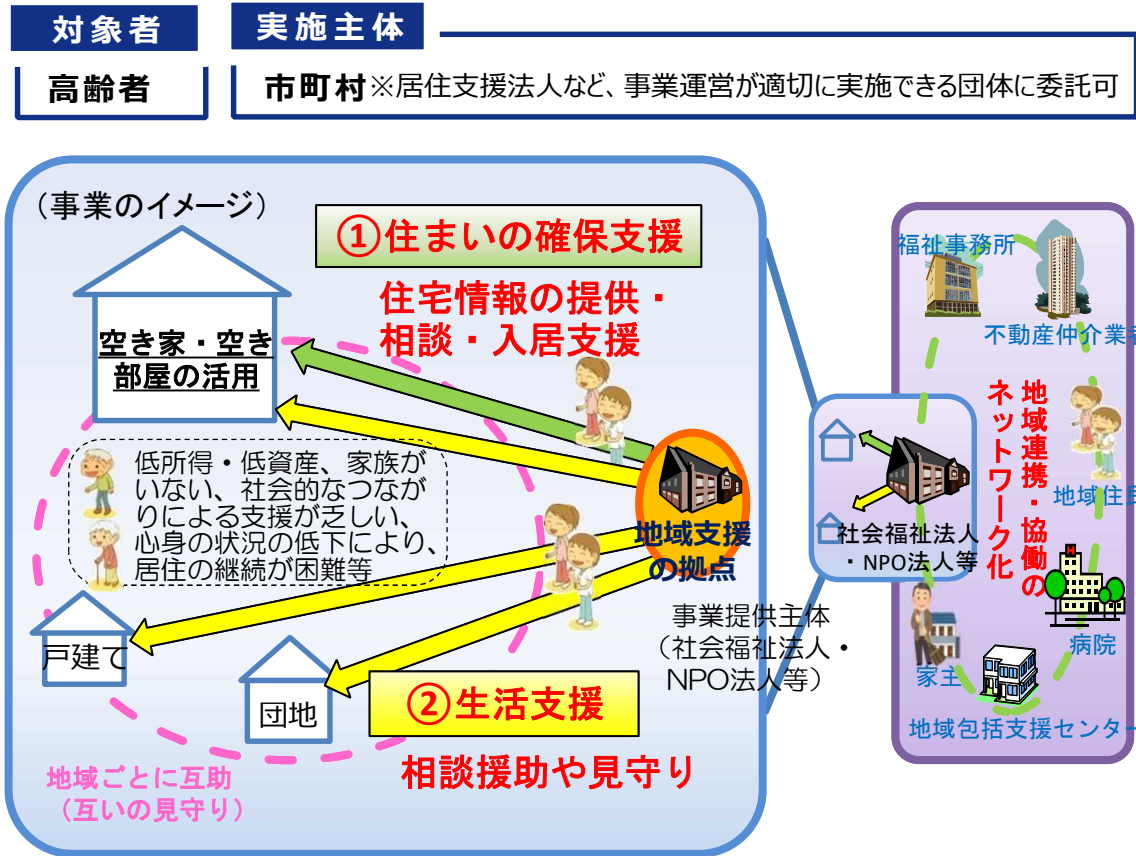 対象者
実施主体
高齢者
市町村※居住支援法人など、事業運営が適切に実施できる団体に委託可
（事業のイメージ）
①住まいの確保支援
住宅情報の提供・
相談・入居支援
空き家・空き
部屋の活用
低所得・低資産、家族が
いない、社会的なつなが
りによる支援が乏しい、
心身の状況の低下により、
居住の継続が困難等
地域支援
の拠点
事業提供主体
（社会福祉法人・
NPO法人等）
戸建て
団地
②生活支援
相談援助や見守り
地域ごとに互助
（互いの見守り）
福祉事務所
不動産仲介業者
地域連携・協働の
ネットワーク化
地域住民
社会福祉法人
・NPO法人等
H
病院
家主
地域包括支援センター